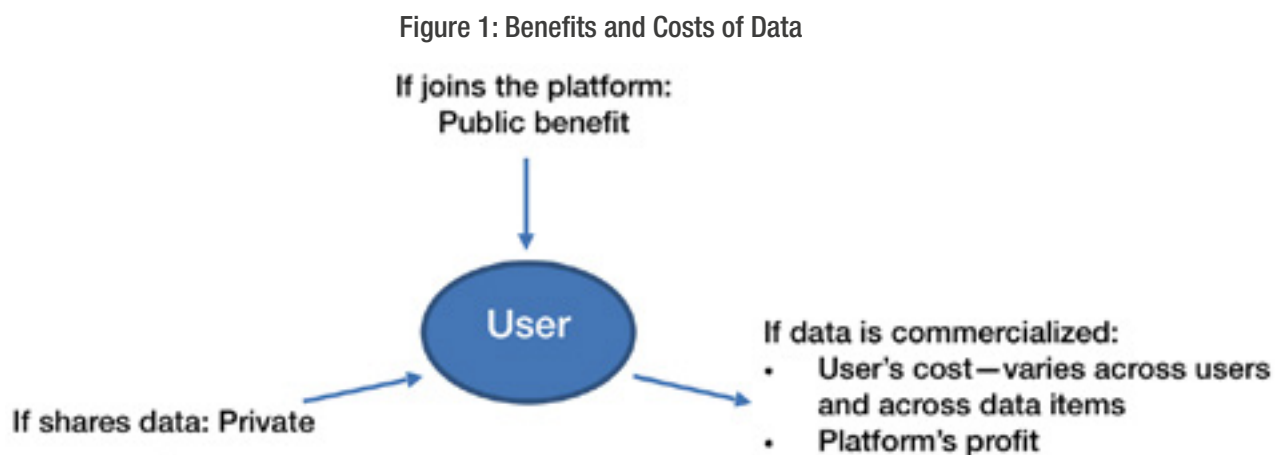 Figure 1: Benefits and Costs of Data
If joins the platform:
Public benefit
User
If shares data: Private
If data is commercialized:
• User's cost—varies across users
and across data items
• Platform's profit